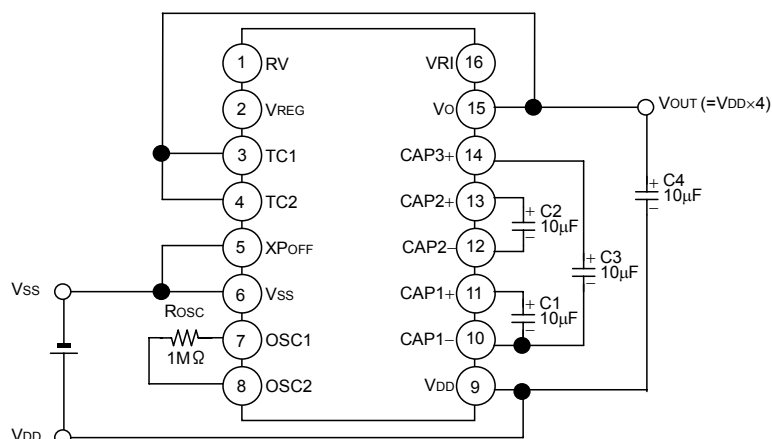 1 RV
2 VREG
3 TC1
4 TC2
5 XPOFF
6 VSS
7 OSC1
8 OSC2
VRI 16
VO 15
CAP3+ 14
CAP2+ 13
CAP2− 12
CAP1+ 11
CAP1− 10
VDD 9
VOUT (=VDD×4)
+ C4
10µF
−
+ C2
10µF
−
+ C3
10µF
−
+ C1
10µF
−
VSS
ROSC
1MΩ
VDD